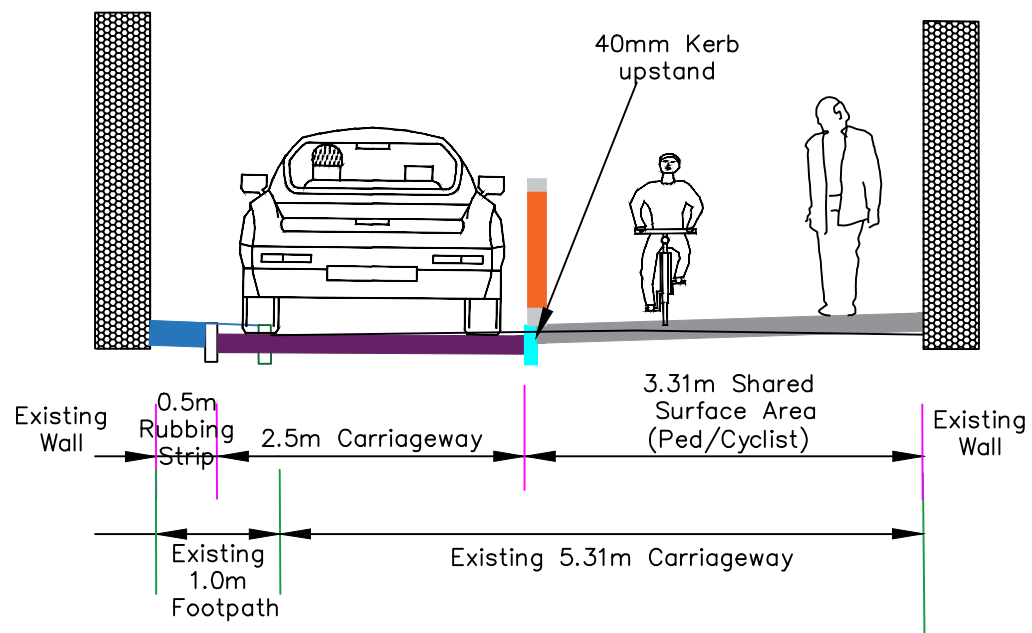 40mm Kerb
upstand
Existing
Wall
0.5m
Rubbing
Strip
2.5m Carriageway
3.31m Shared
Surface Area
(Ped/Cyclist)
Existing
Wall
Existing
1.0m
Footpath
Existing 5.31m Carriageway